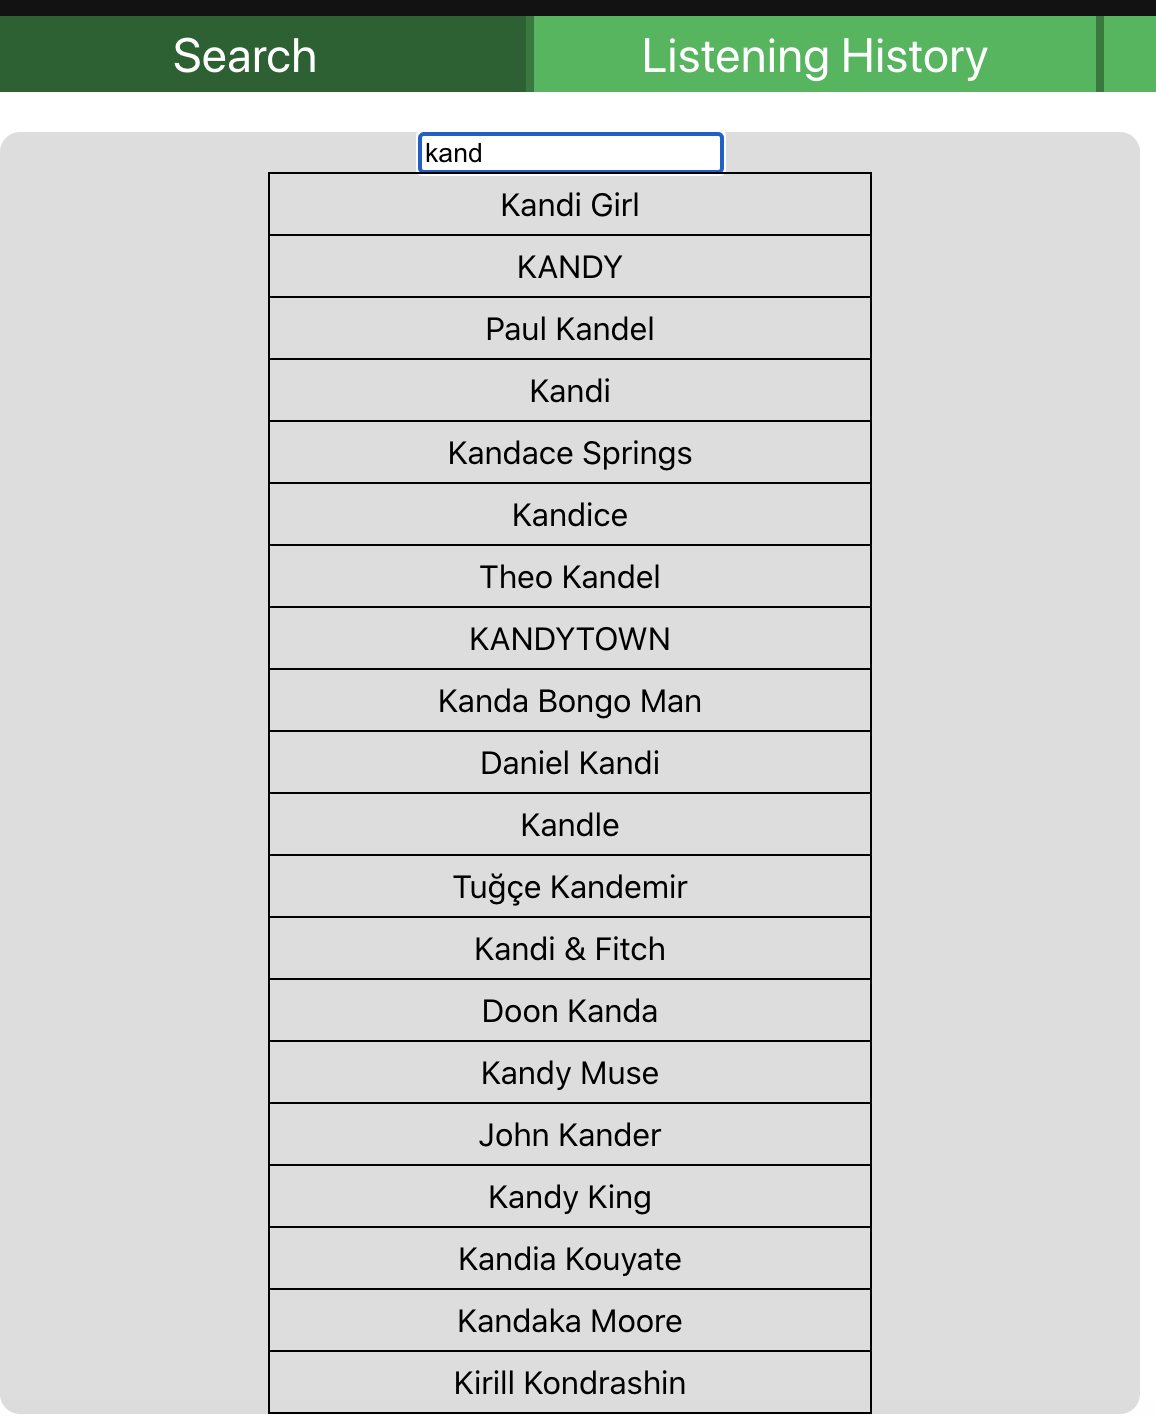 Search
Listening History
kand
Kandi Girl
KANDY
Paul Kandel
Kandi
Kandace Springs
Kandice
Theo Kandel
KANDYTOWN
Kanda Bongo Man
Daniel Kandi
Kandle
Tuğçe Kandemir
Kandi & Fitch
Doon Kanda
Kandy Muse
John Kander
Kandy King
Kandia Kouyate
Kandaka Moore
Kirill Kondrashin